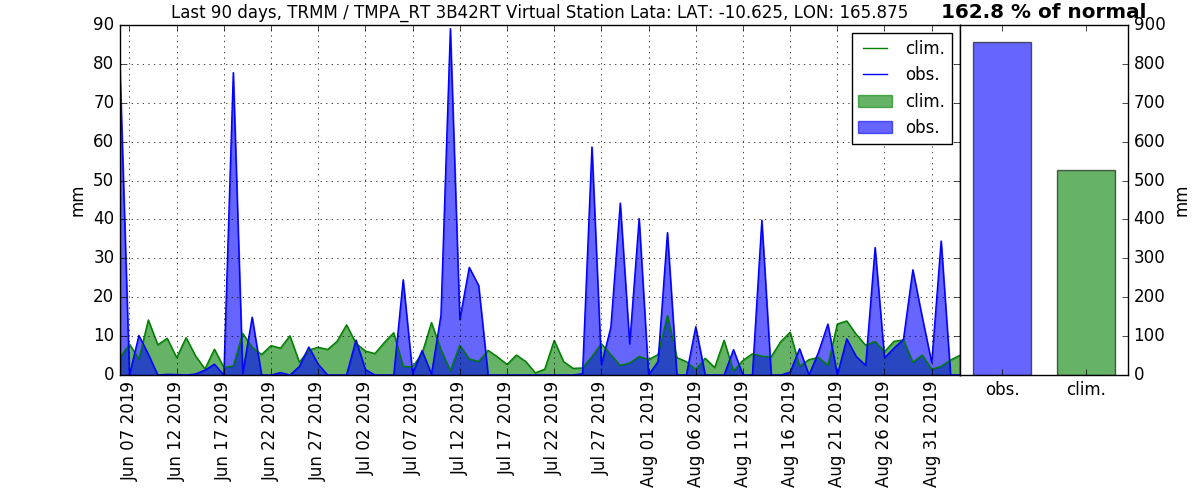 Last 90 days, TRMM / TMPA_RT 3B42RT Virtual Station Lata: LAT: -10.625, LON: 165.875
162.8 % of normal
90
80
70
60
50
40
30
20
10
0
mm
clim.
obs.
clim.
obs.
Jun 07 2019
Jun 12 2019
Jun 17 2019
Jun 22 2019
Jun 27 2019
Jul 02 2019
Jul 07 2019
Jul 12 2019
Jul 17 2019
Jul 22 2019
Jul 27 2019
Aug 01 2019
Aug 06 2019
Aug 11 2019
Aug 16 2019
Aug 21 2019
Aug 26 2019
Aug 31 2019
900
800
700
600
500
400
300
200
100
0
mm
obs.
clim.